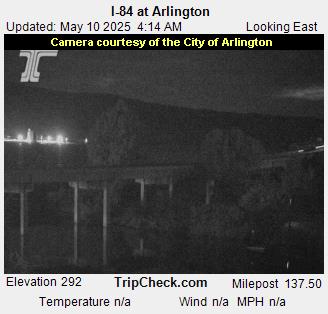 I-84 at Arlington
Updated: May 10 2025 4:14 AM Looking East
Camera courtesy of the City of Arlington
Elevation 292 TripCheck.com Milepost 137.50
Temperature n/a Wind n/a MPH n/a